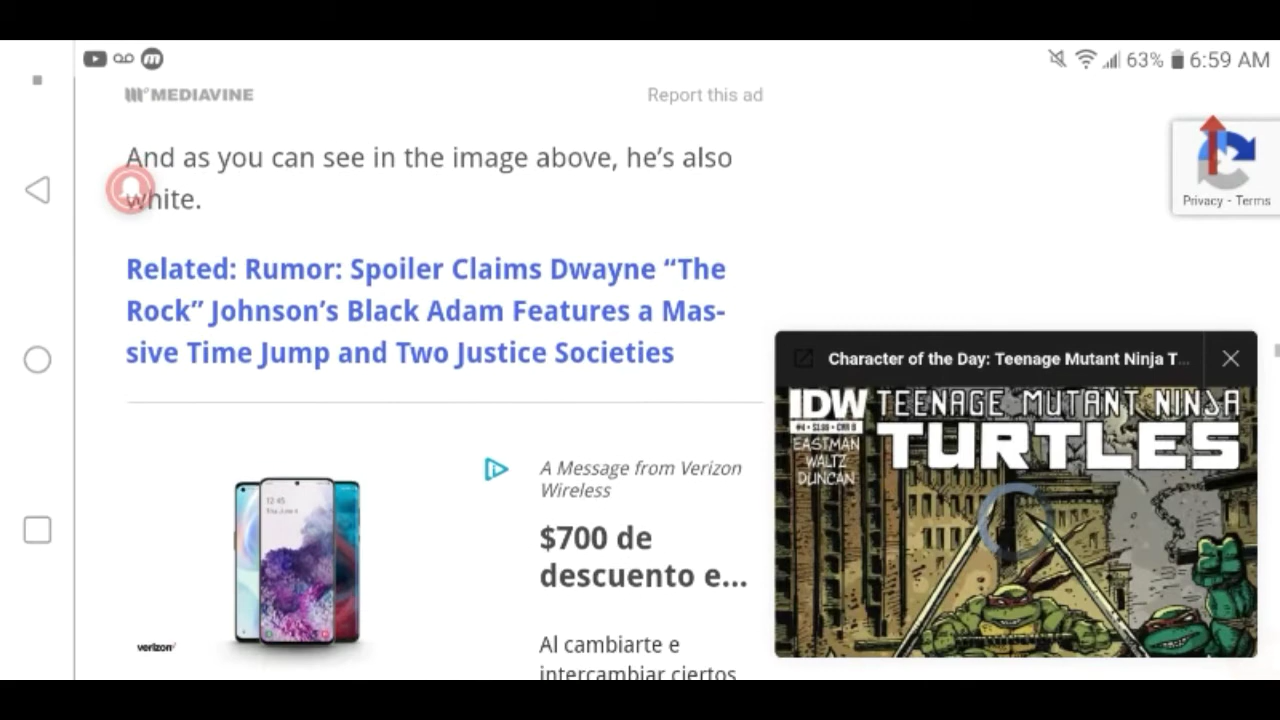 63% 6:59 AM
MEDIAVINE
Report this ad
And as you can see in the image above, he's also
white.
Privacy - Terms
Related: Rumor: Spoiler Claims Dwayne “The
Rock” Johnson’s Black Adam Features a Mas-
sive Time Jump and Two Justice Societies
Character of the Day: Teenage Mutant Ninja T...
IDW
TEENAGE MUTANT NINJA
TURTLES
EASTMAN
WALTZ
DUNCAN
A Message from Verizon
Wireless
$700 de
descuento e...
Al cambiarte e
intercambiar ciertos
12:45
verizon